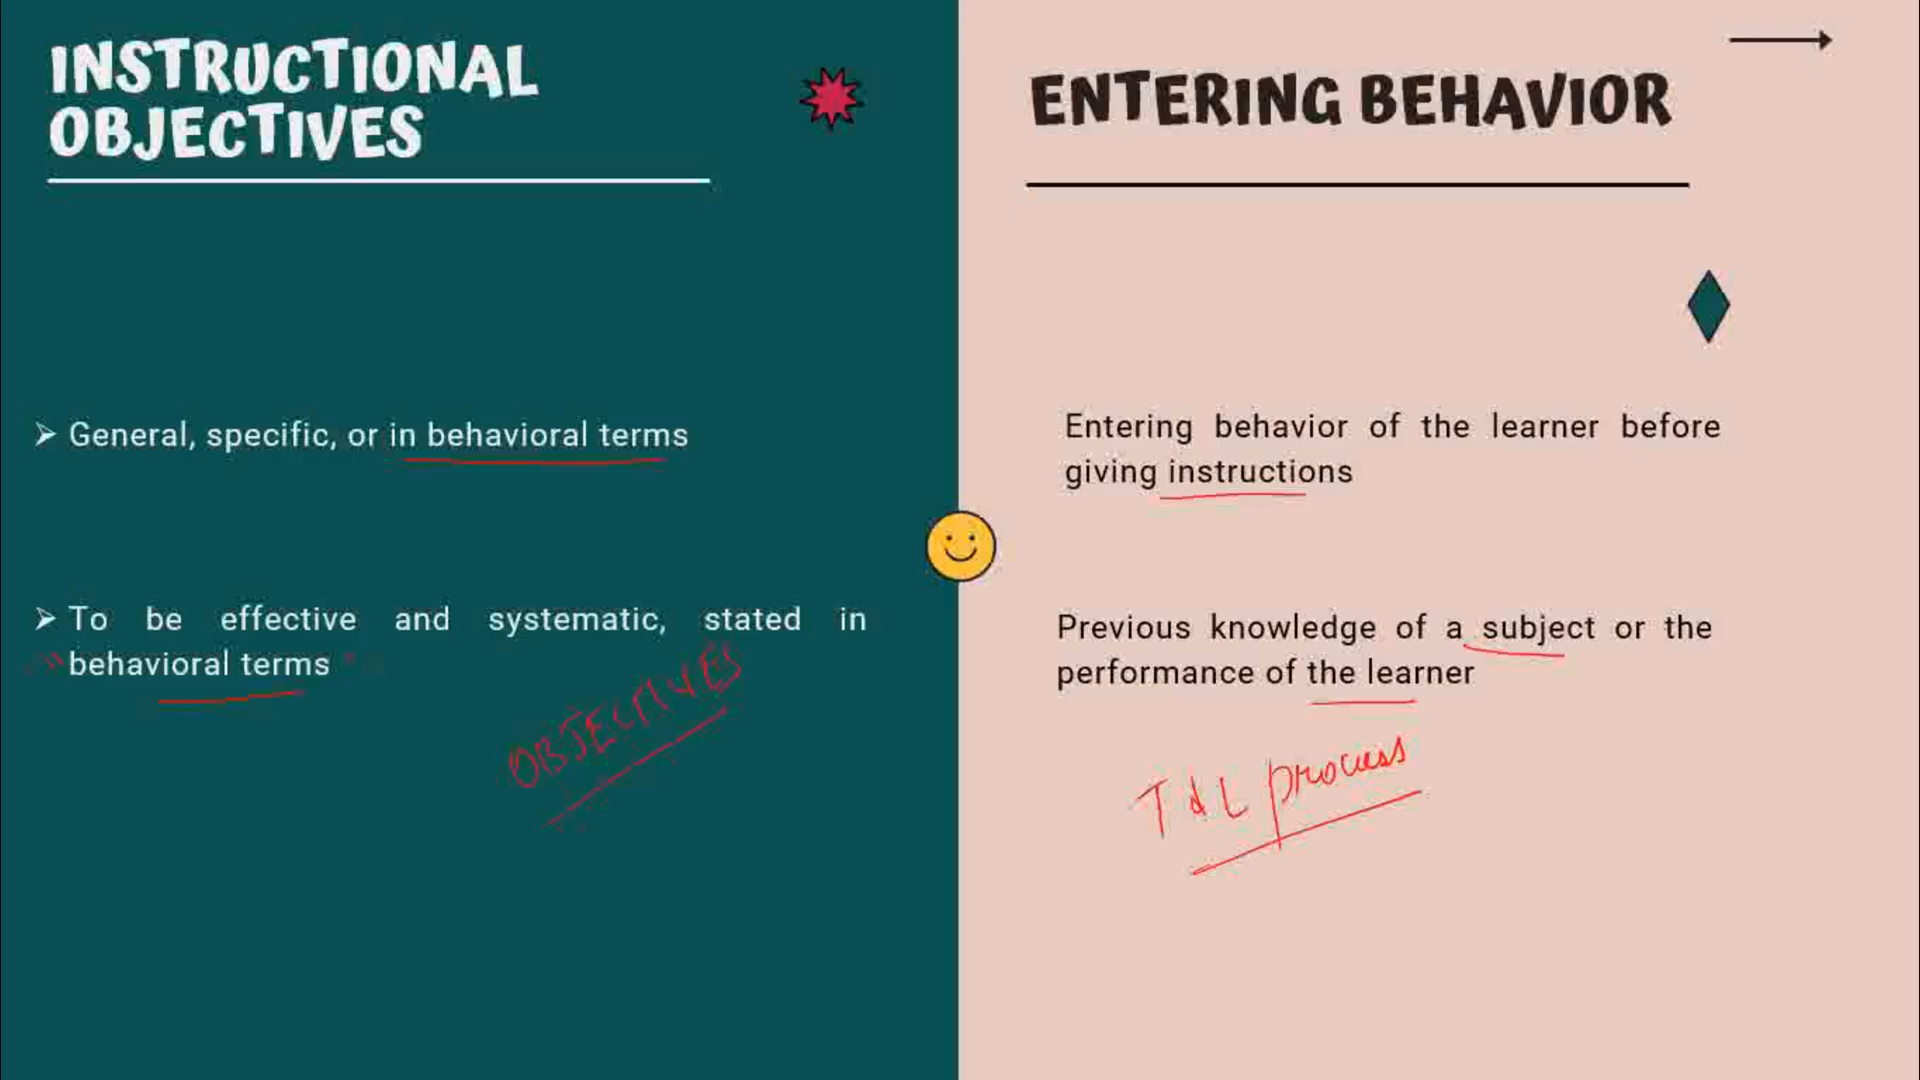 INSTRUCTIONAL
OBJECTIVES
➢ General, specific, or in behavioral terms
➢ To be effective and systematic, stated in
"behavioral terms"
OBJECTIVES
ENTERING BEHAVIOR
Entering behavior of the learner before
giving instructions
Previous knowledge of a subject or the
performance of the learner
T & L process